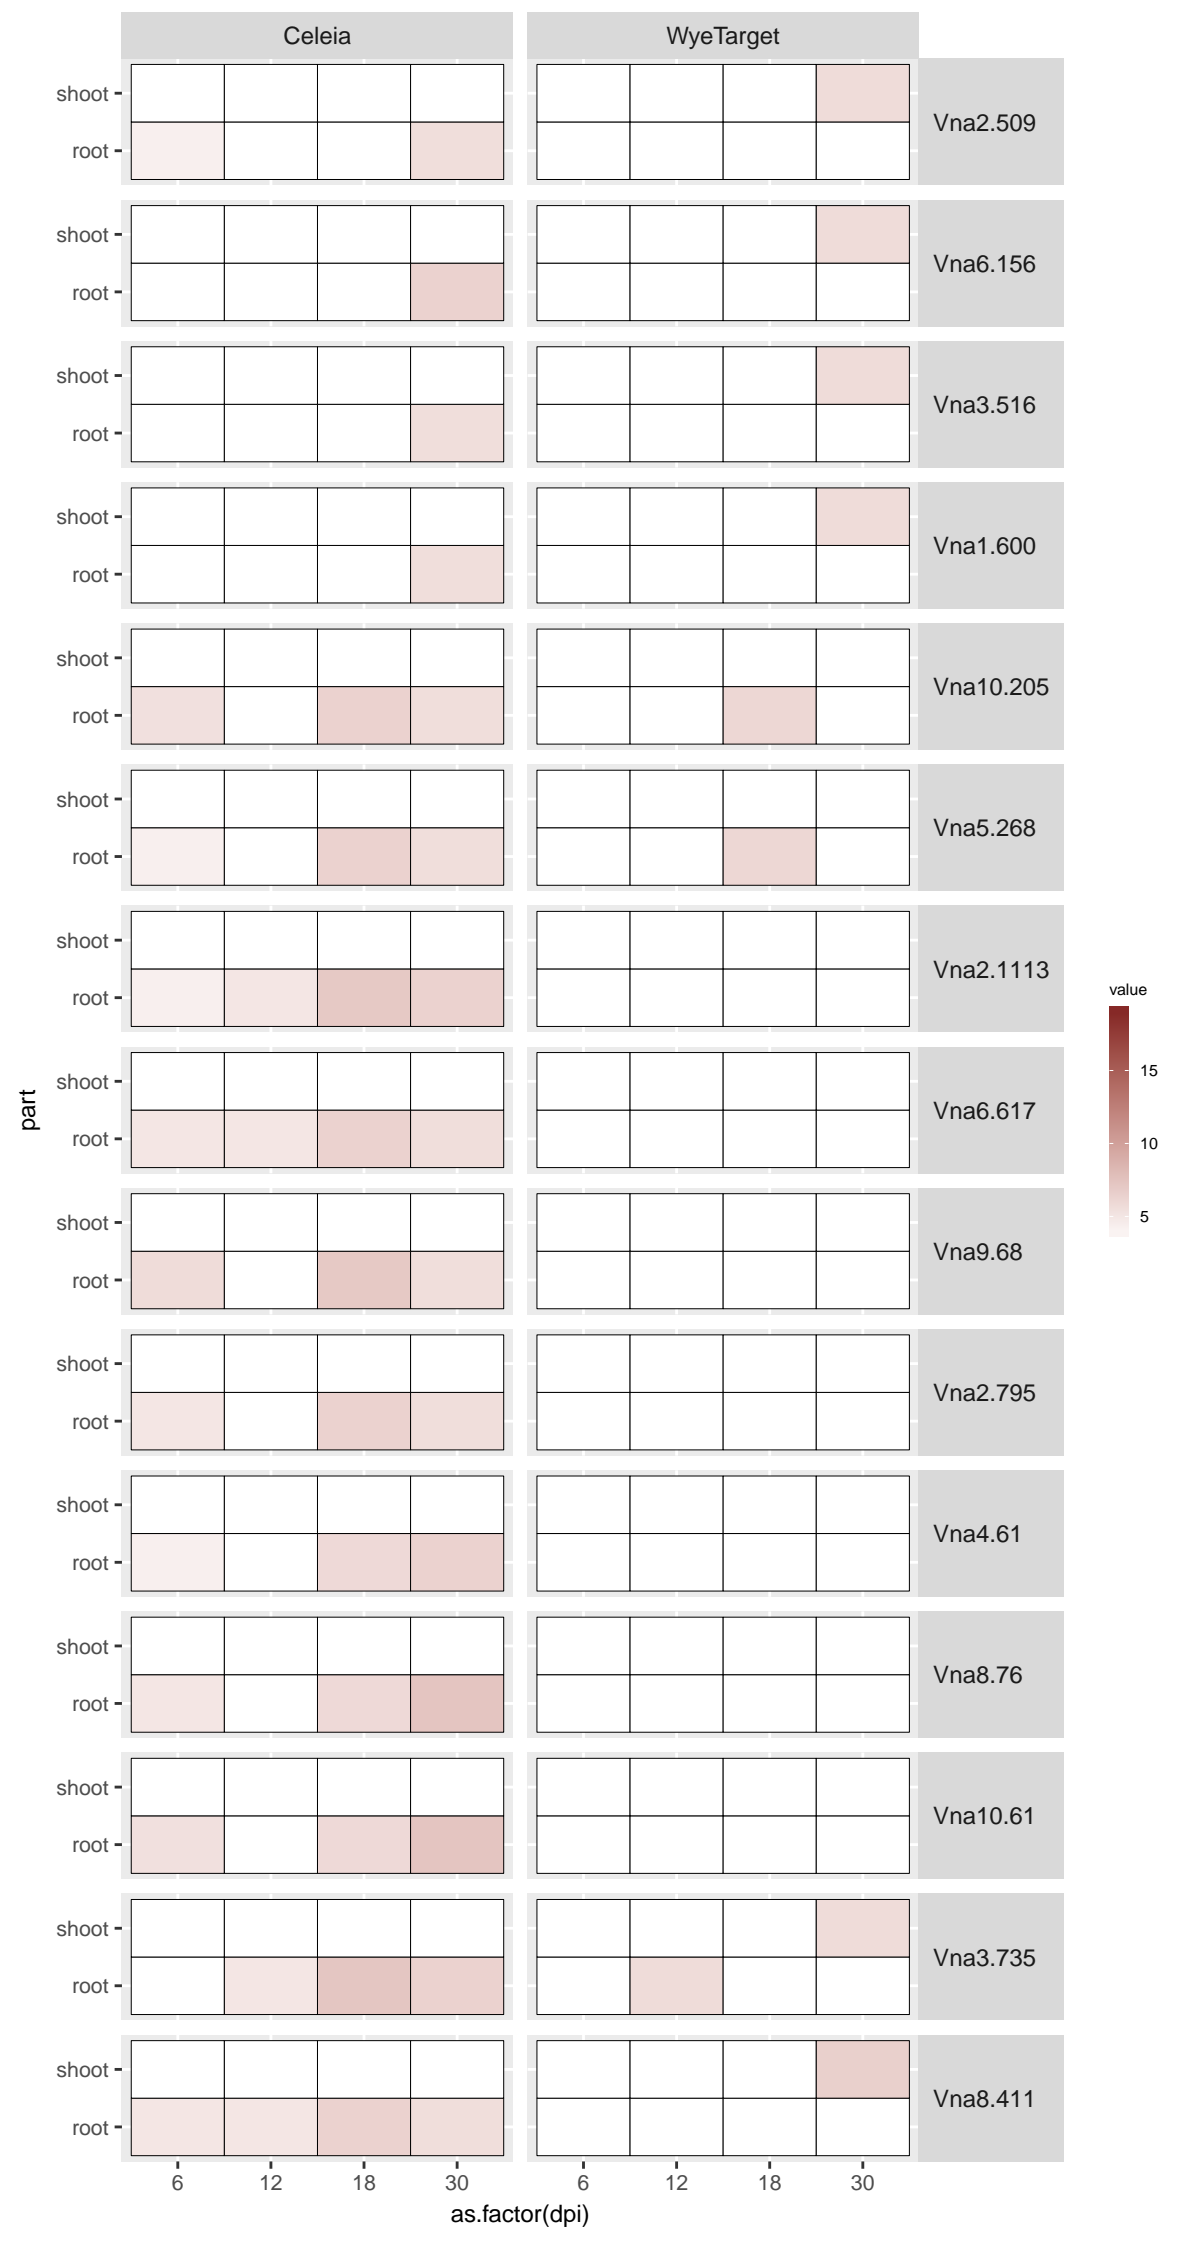 Celeia WyeTarget
shoot
root
Vna2.509
shoot
root
Vna6.156
shoot
root
Vna3.516
shoot
root
Vna1.600
shoot
root
Vna10.205
shoot
root
Vna5.268
shoot
root
Vna2.1113
shoot
root
Vna6.617
shoot
root
Vna9.68
shoot
root
Vna2.795
shoot
root
Vna4.61
shoot
root
Vna8.76
shoot
root
Vna10.61
shoot
root
Vna3.735
shoot
root
Vna8.411
6 12 18 30 6 12 18 30
as.factor(dpi)
part
value
15
10
5